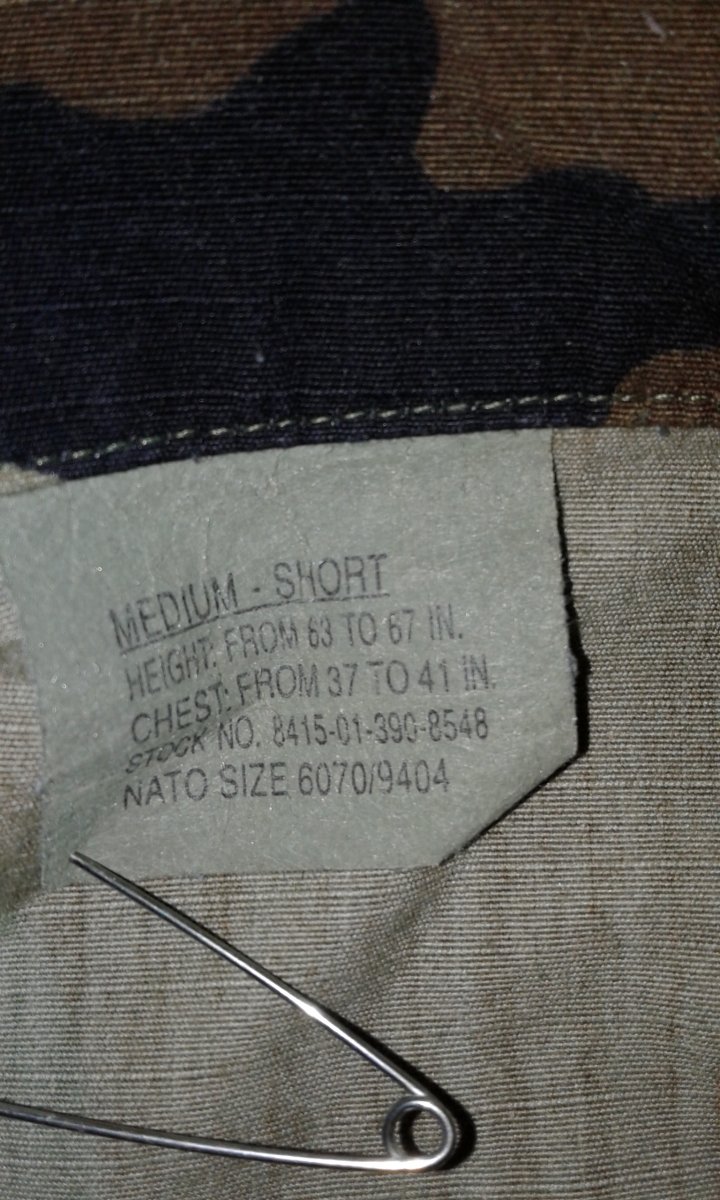 MEDIUM - SHORT
HEIGHT: FROM 63 TO 67 IN.
CHEST: FROM 37 TO 41 IN.
STOCK NO. 8415-01-390-8548
NATO SIZE 6070/9404